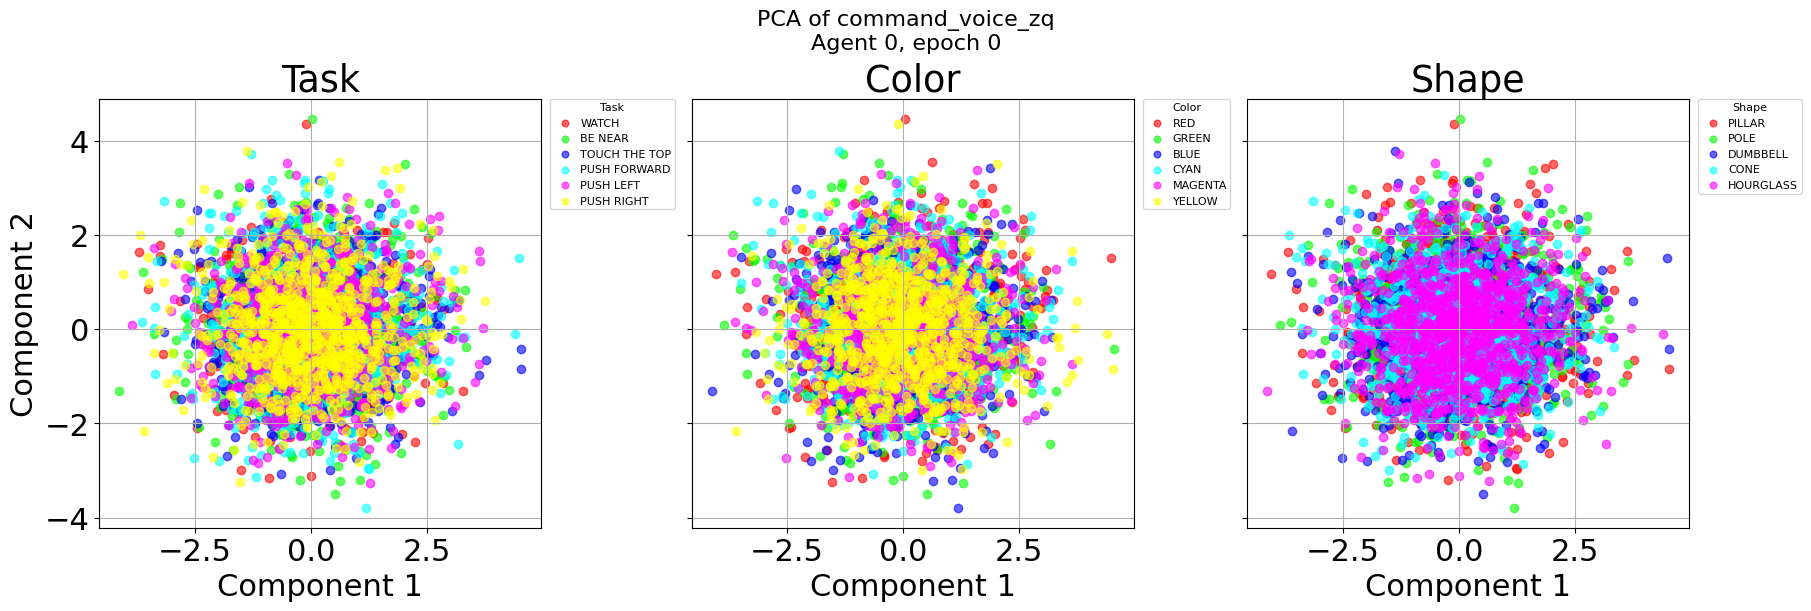 PCA of command_voice_zq
Agent 0, epoch 0
Task
Color
Shape
Component 2
4
2
0
−2
−4
−2.5 0.0 2.5
Component 1
Task
WATCH
BE NEAR
TOUCH THE TOP
PUSH FORWARD
PUSH LEFT
PUSH RIGHT
−2.5 0.0 2.5
Component 1
Color
RED
GREEN
BLUE
CYAN
MAGENTA
YELLOW
−2.5 0.0 2.5
Component 1
Shape
PILLAR
POLE
DUMBBELL
CONE
HOURGLASS